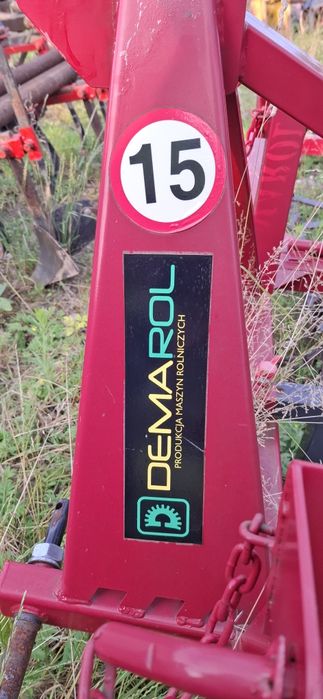 15
DEMAROL
PRODUKCJA MASZYN ROLNICZYCH